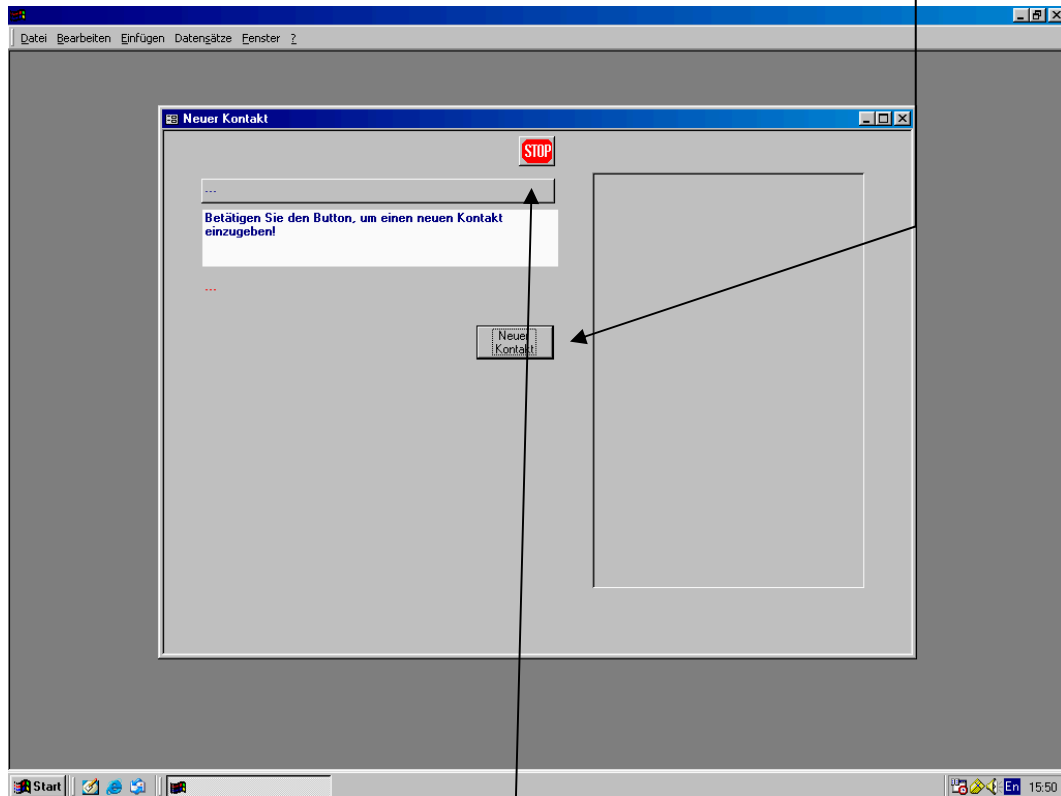 Datei Bearbeiten Einfügen Datensätze Fenster ?
Neuer Kontakt
STOP
---
Betätigen Sie den Button, um einen neuen Kontakt
einzugeben!
---
Neuer
Kontakt
Start En 15:50